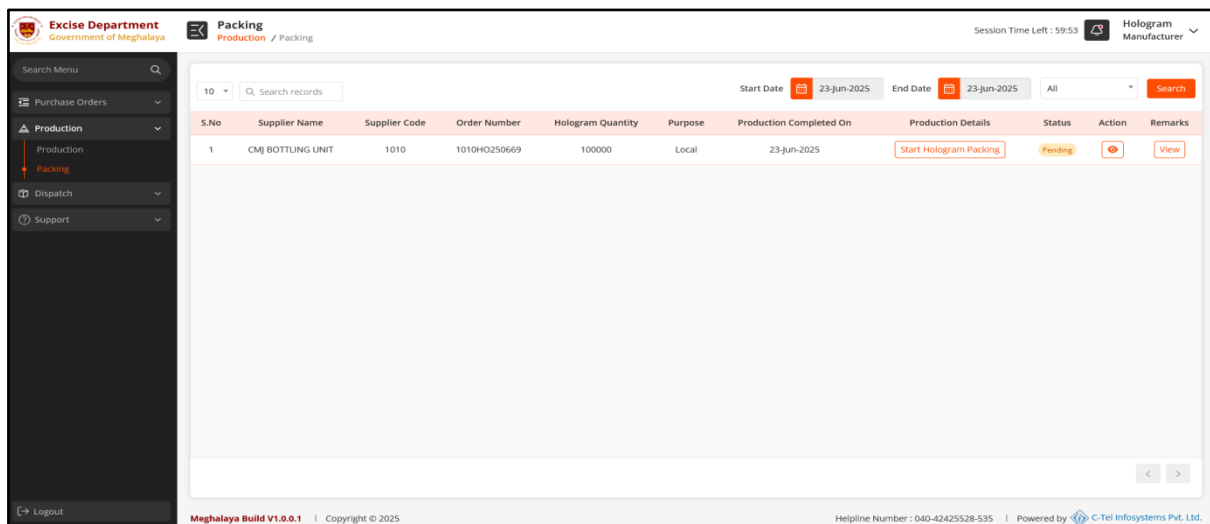 Excise Department
Government of Meghalaya
Packing
Production / Packing
Session Time Left : 59:53
Hologram
Manufacturer
Search Menu
Purchase Orders
Production
Production
Packing
Dispatch
Support
Logout
10
Search records
Start Date 23-Jun-2025 End Date 23-Jun-2025 All Search
S.No Supplier Name Supplier Code Order Number Hologram Quantity Purpose Production Completed On Production Details Status Action Remarks
1 CMJ BOTTLING UNIT 1010 1010HO250669 100000 Local 23-Jun-2025 Start Hologram Packing Pending View
< >
Meghalaya Build V1.0.0.1 | Copyright © 2025
Helpline Number : 040-42425528-535 | Powered by C-Tel Infosystems Pvt. Ltd.